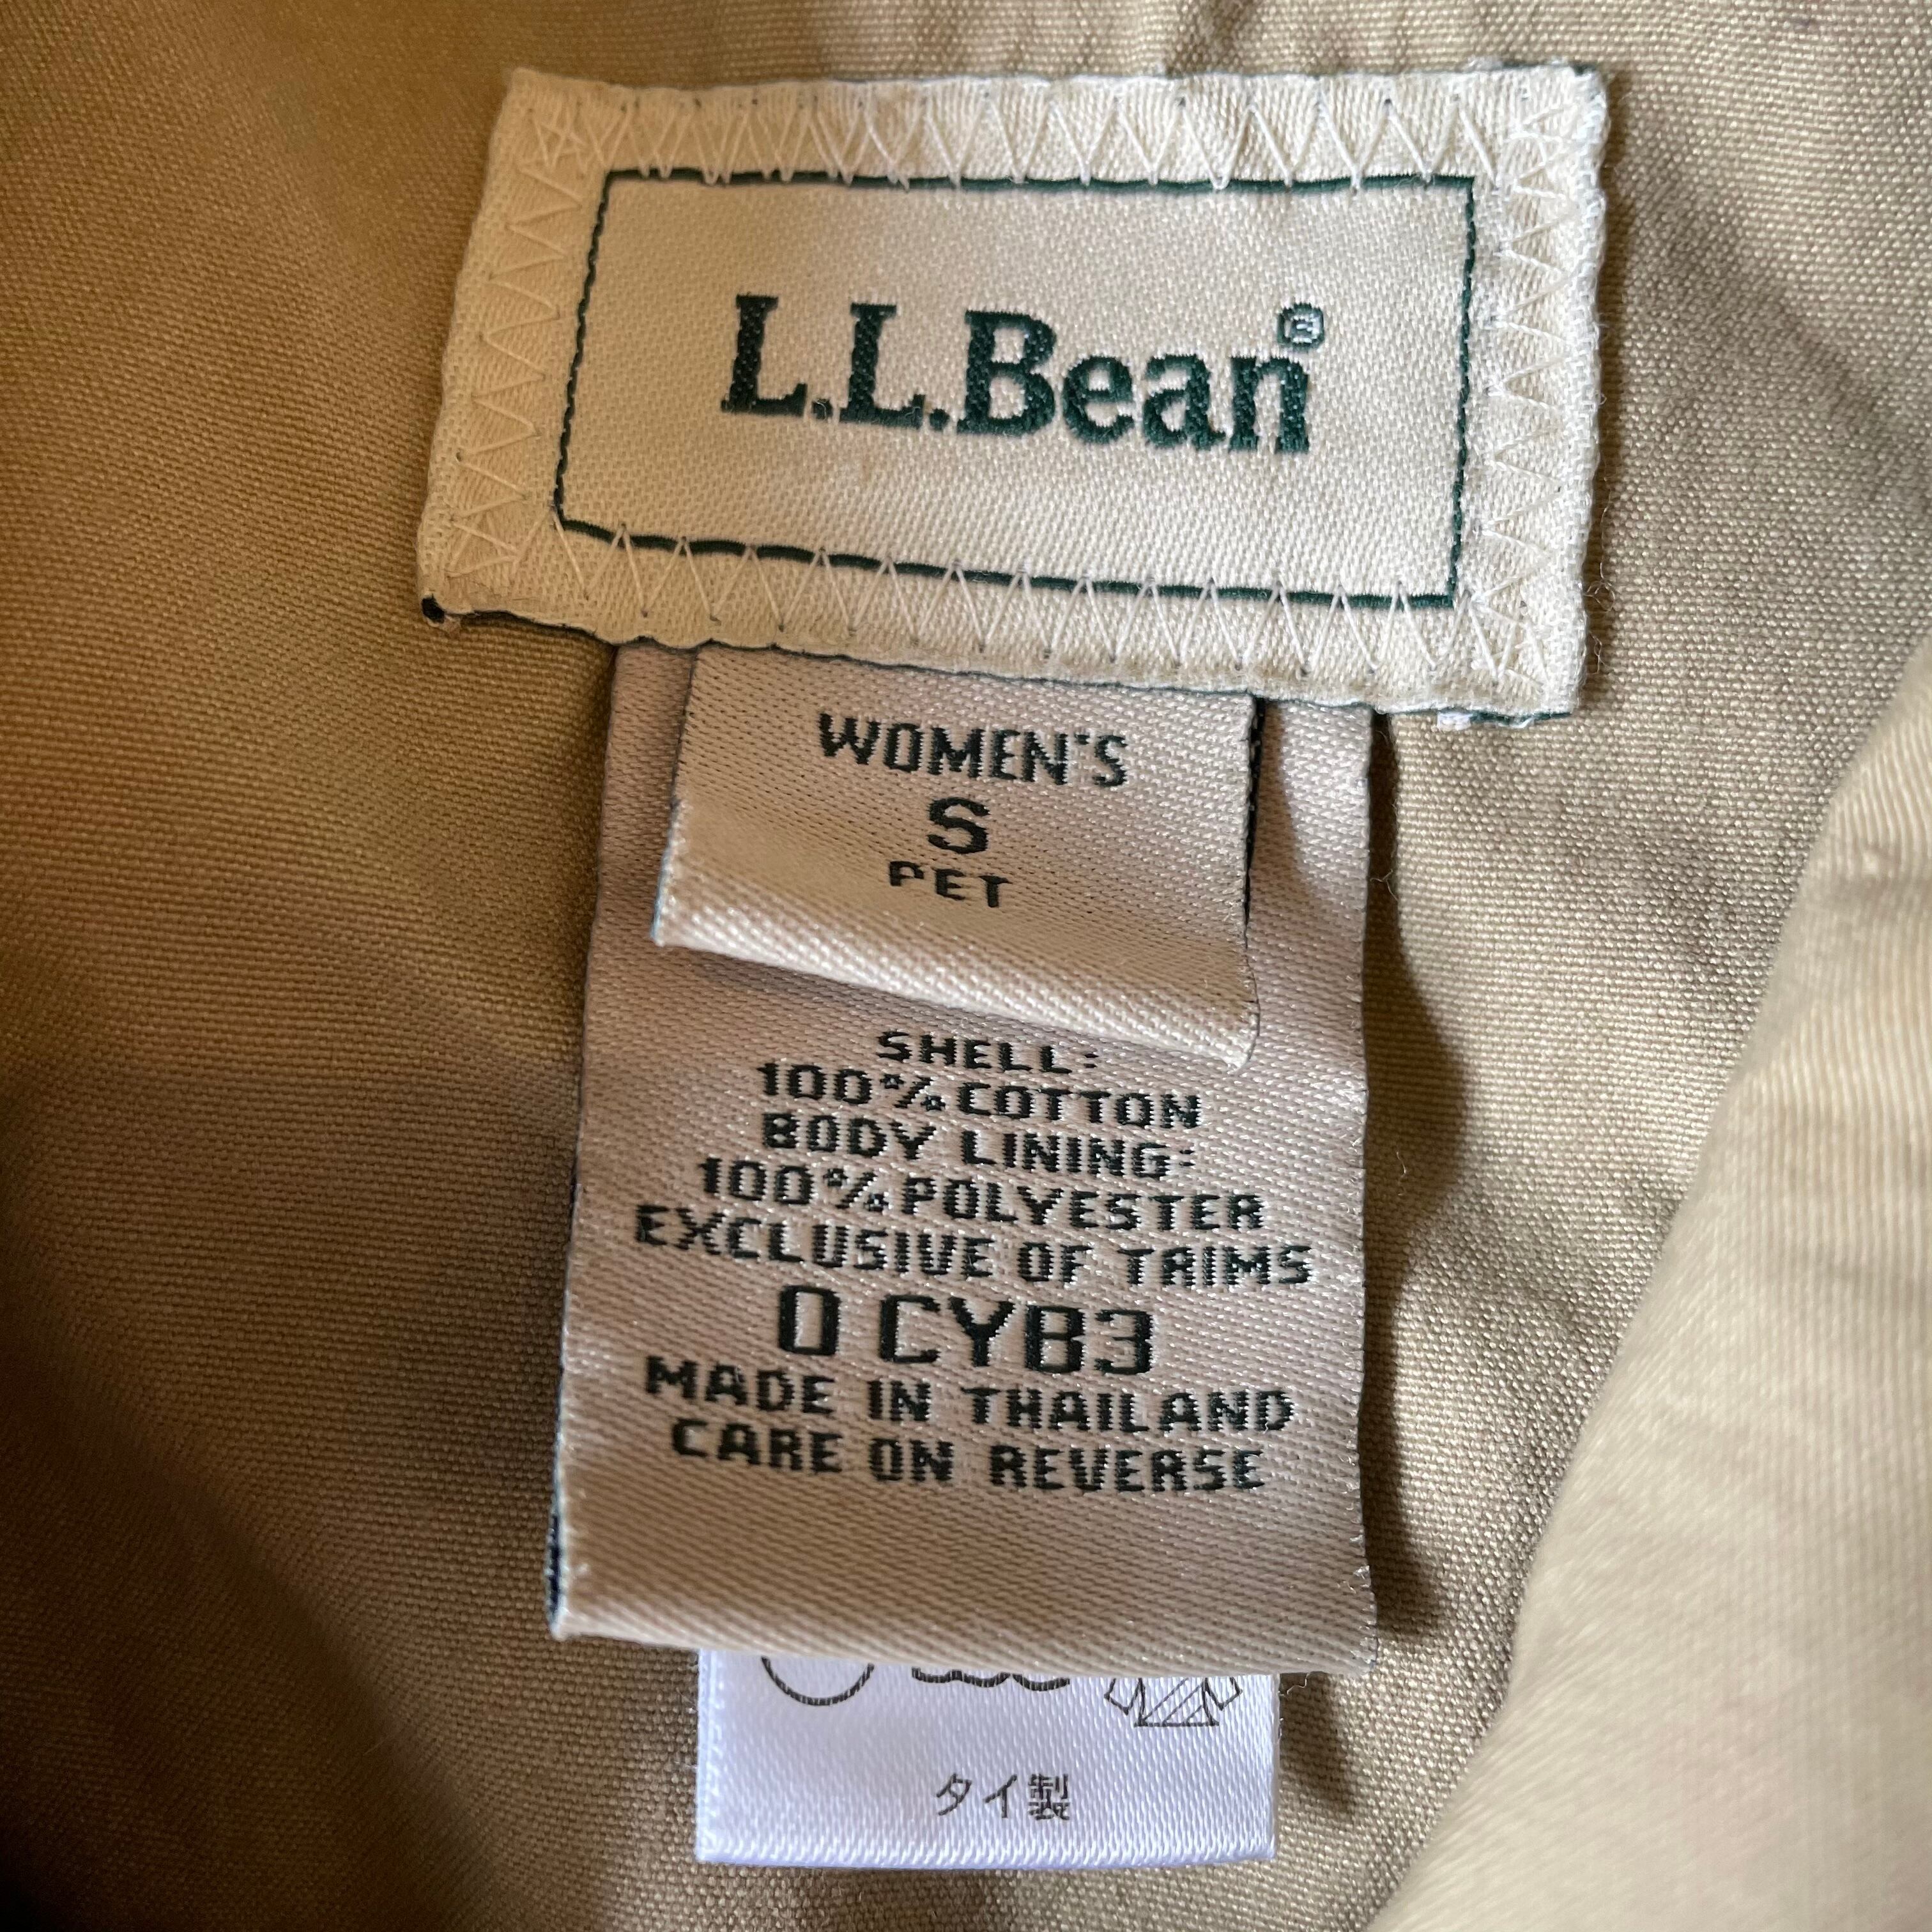 L.L.Bean®
WOMEN'S
S
PET
SHELL:
100% COTTON
BODY LINING:
100% POLYESTER
EXCLUSIVE OF TRIMS
0 CYB3
MADE IN THAILAND
CARE ON REVERSE
タイ製